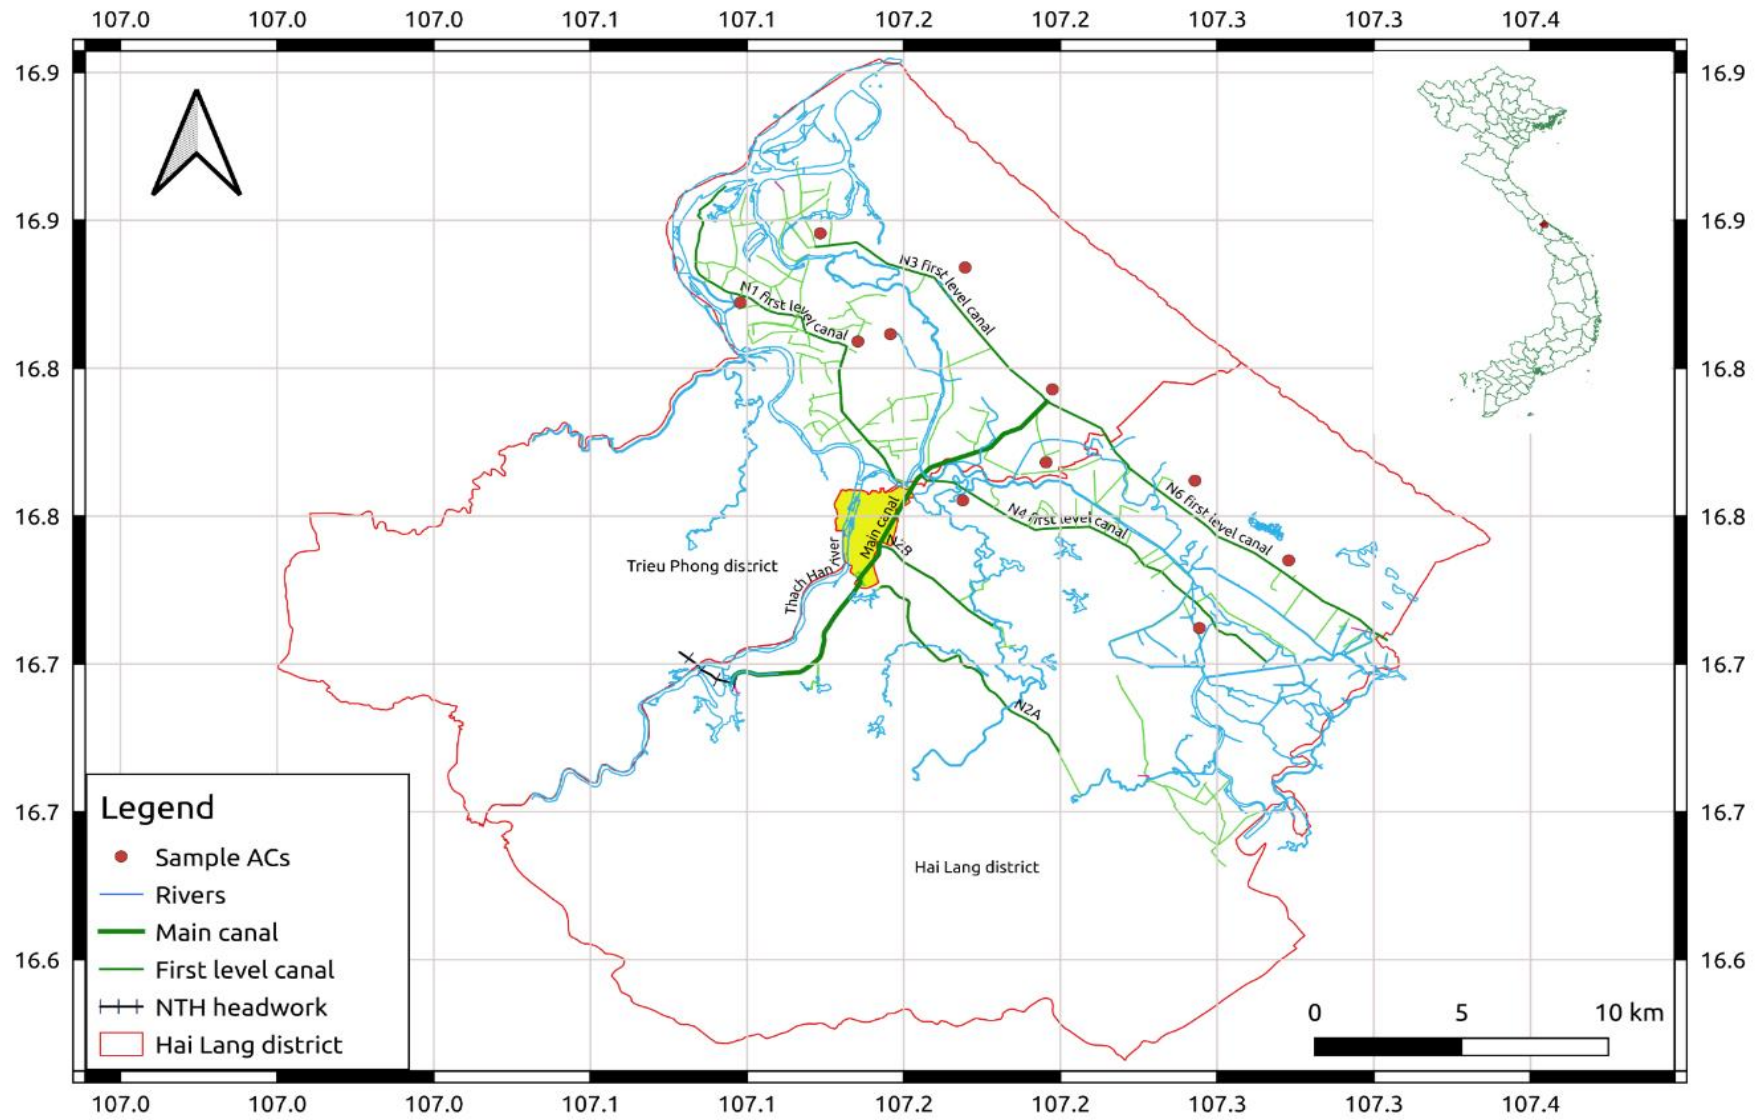 107.0 107.0 107.0 107.1 107.1 107.2 107.2 107.3 107.3 107.4
16.9 16.9
16.9 16.9
N3 first level canal
N1 first level canal
16.8 16.8
N6 first level canal
16.8 16.8
N4 first level canal
Main canal
N2B
Trieu Phong district
Thach Han river
16.7 16.7
N2A
Legend
16.7 16.7
Sample ACs
Hai Lang district
Rivers
Main canal
16.6 16.6
First level canal
NTH headwork
0 5 10 km
Hai Lang district
107.0 107.0 107.0 107.1 107.1 107.2 107.2 107.3 107.3 107.4